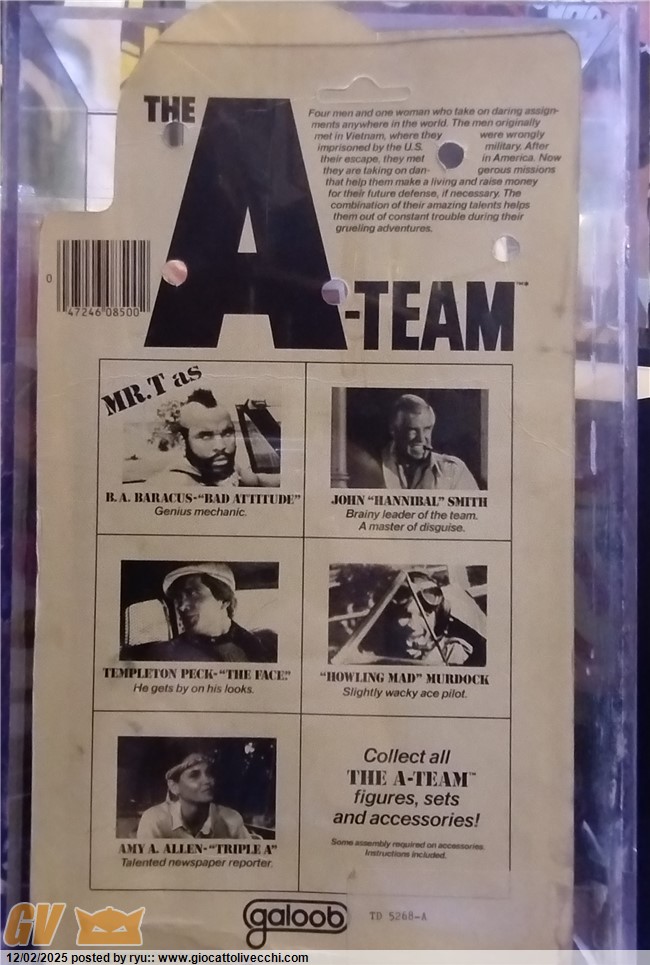 THE
A
-TEAM™
Four men and one woman who take on daring assign-
ments anywhere in the world. The men originally
met in Vietnam, where they were wrongly
imprisoned by the U.S. military. After
their escape, they met in America. Now
they are taking on dan- gerous missions
that help them make a living and raise money
for their future defense, if necessary. The
combination of their amazing talents helps
them out of constant trouble during their
grueling adventures.
0
47246 08500
MR. T as
B.A. BARACUS-"BAD ATTITUDE"
Genius mechanic.
JOHN "HANNIBAL" SMITH
Brainy leader of the team.
A master of disguise.
TEMPLETON PECK-"THE FACE"
He gets by on his looks.
"HOWLING MAD" MURDOCK
Slightly wacky ace pilot.
AMY A. ALLEN-"TRIPLE A"
Talented newspaper reporter.
Collect all
THE A-TEAM™
figures, sets
and accessories!
Some assembly required on accessories.
Instructions included.
galoob
TD 5268-A
GV
12/02/2025 posted by ryu:: www.giocattolivecchi.com